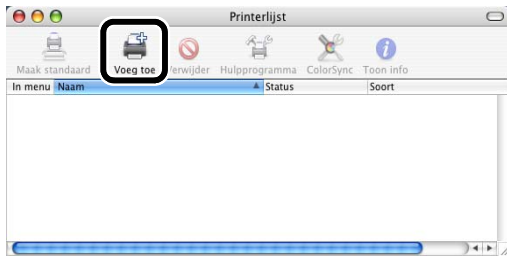 Printerlijst
Maak standaard Voeg toe Verwijder Hulpprogramma ColorSync Toon info
In menu Naam Status Soort